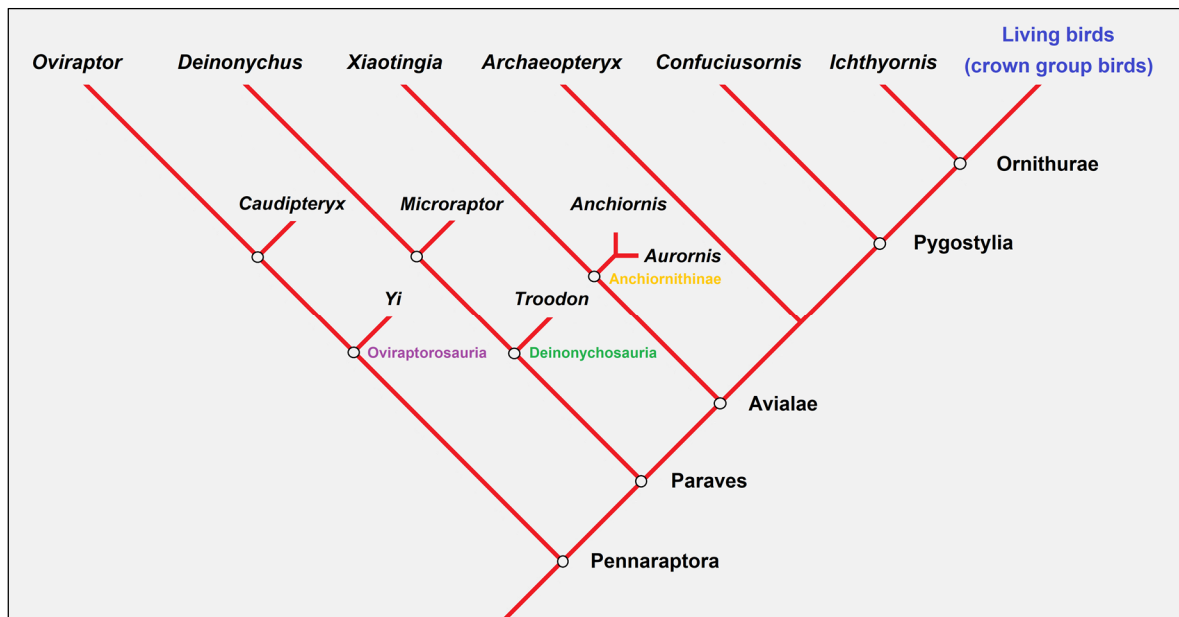 Living birds
(crown group birds)
Oviraptor
Deinonychus
Xiaotingia
Archaeopteryx
Confuciusornis
Ichthyornis
Ornithurae
Caudipteryx
Microraptor
Anchiornis
Pygostylia
Aurornis
Anchiornithinae
Yi
Troodon
Oviraptorosauria
Deinonychosauria
Avialae
Paraves
Pennaraptora